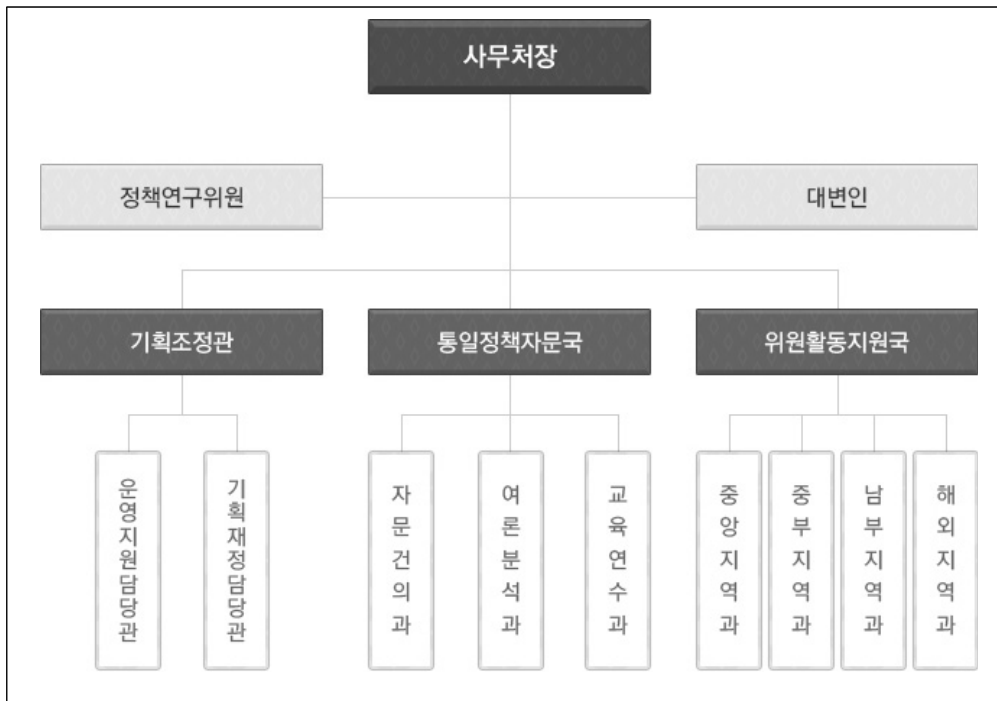 사무처장
정책연구위원
대변인
기획조정관
통일정책자문국
위원활동지원국
운영지원담당관
기획재정담당관
자문건의과
여론분석과
교육연수과
중앙지역과
중부지역과
남부지역과
해외지역과